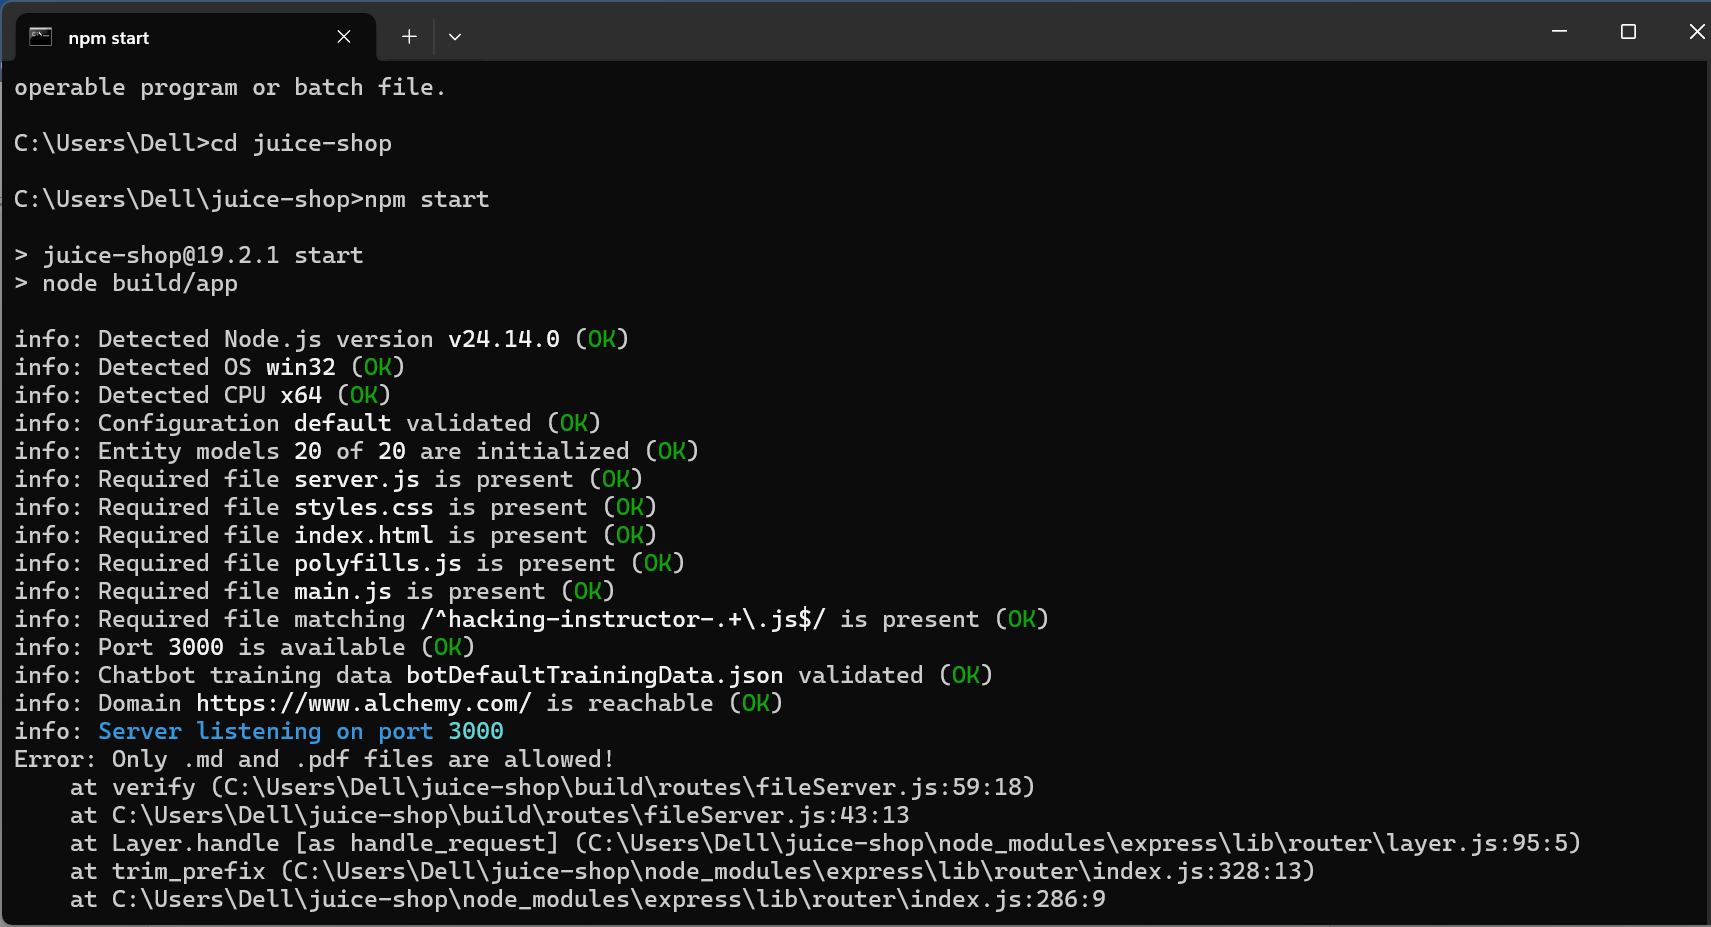 npm start
operable program or batch file.
C:\Users\Dell>cd juice-shop
C:\Users\Dell\juice-shop>npm start
> juice-shop@19.2.1 start
> node build/app
info: Detected Node.js version v24.14.0 (OK)
info: Detected OS win32 (OK)
info: Detected CPU x64 (OK)
info: Configuration default validated (OK)
info: Entity models 20 of 20 are initialized (OK)
info: Required file server.js is present (OK)
info: Required file styles.css is present (OK)
info: Required file index.html is present (OK)
info: Required file polyfills.js is present (OK)
info: Required file main.js is present (OK)
info: Required file matching /^hacking-instructor-.+\.js$/ is present (OK)
info: Port 3000 is available (OK)
info: Chatbot training data botDefaultTrainingData.json validated (OK)
info: Domain https://www.alchemy.com/ is reachable (OK)
info: Server listening on port 3000
Error: Only .md and .pdf files are allowed!
    at verify (C:\Users\Dell\juice-shop\build\routes\fileServer.js:59:18)
    at C:\Users\Dell\juice-shop\build\routes\fileServer.js:43:13
    at Layer.handle [as handle_request] (C:\Users\Dell\juice-shop\node_modules\express\lib\router\layer.js:95:5)
    at trim_prefix (C:\Users\Dell\juice-shop\node_modules\express\lib\router\index.js:328:13)
    at C:\Users\Dell\juice-shop\node_modules\express\lib\router\index.js:286:9